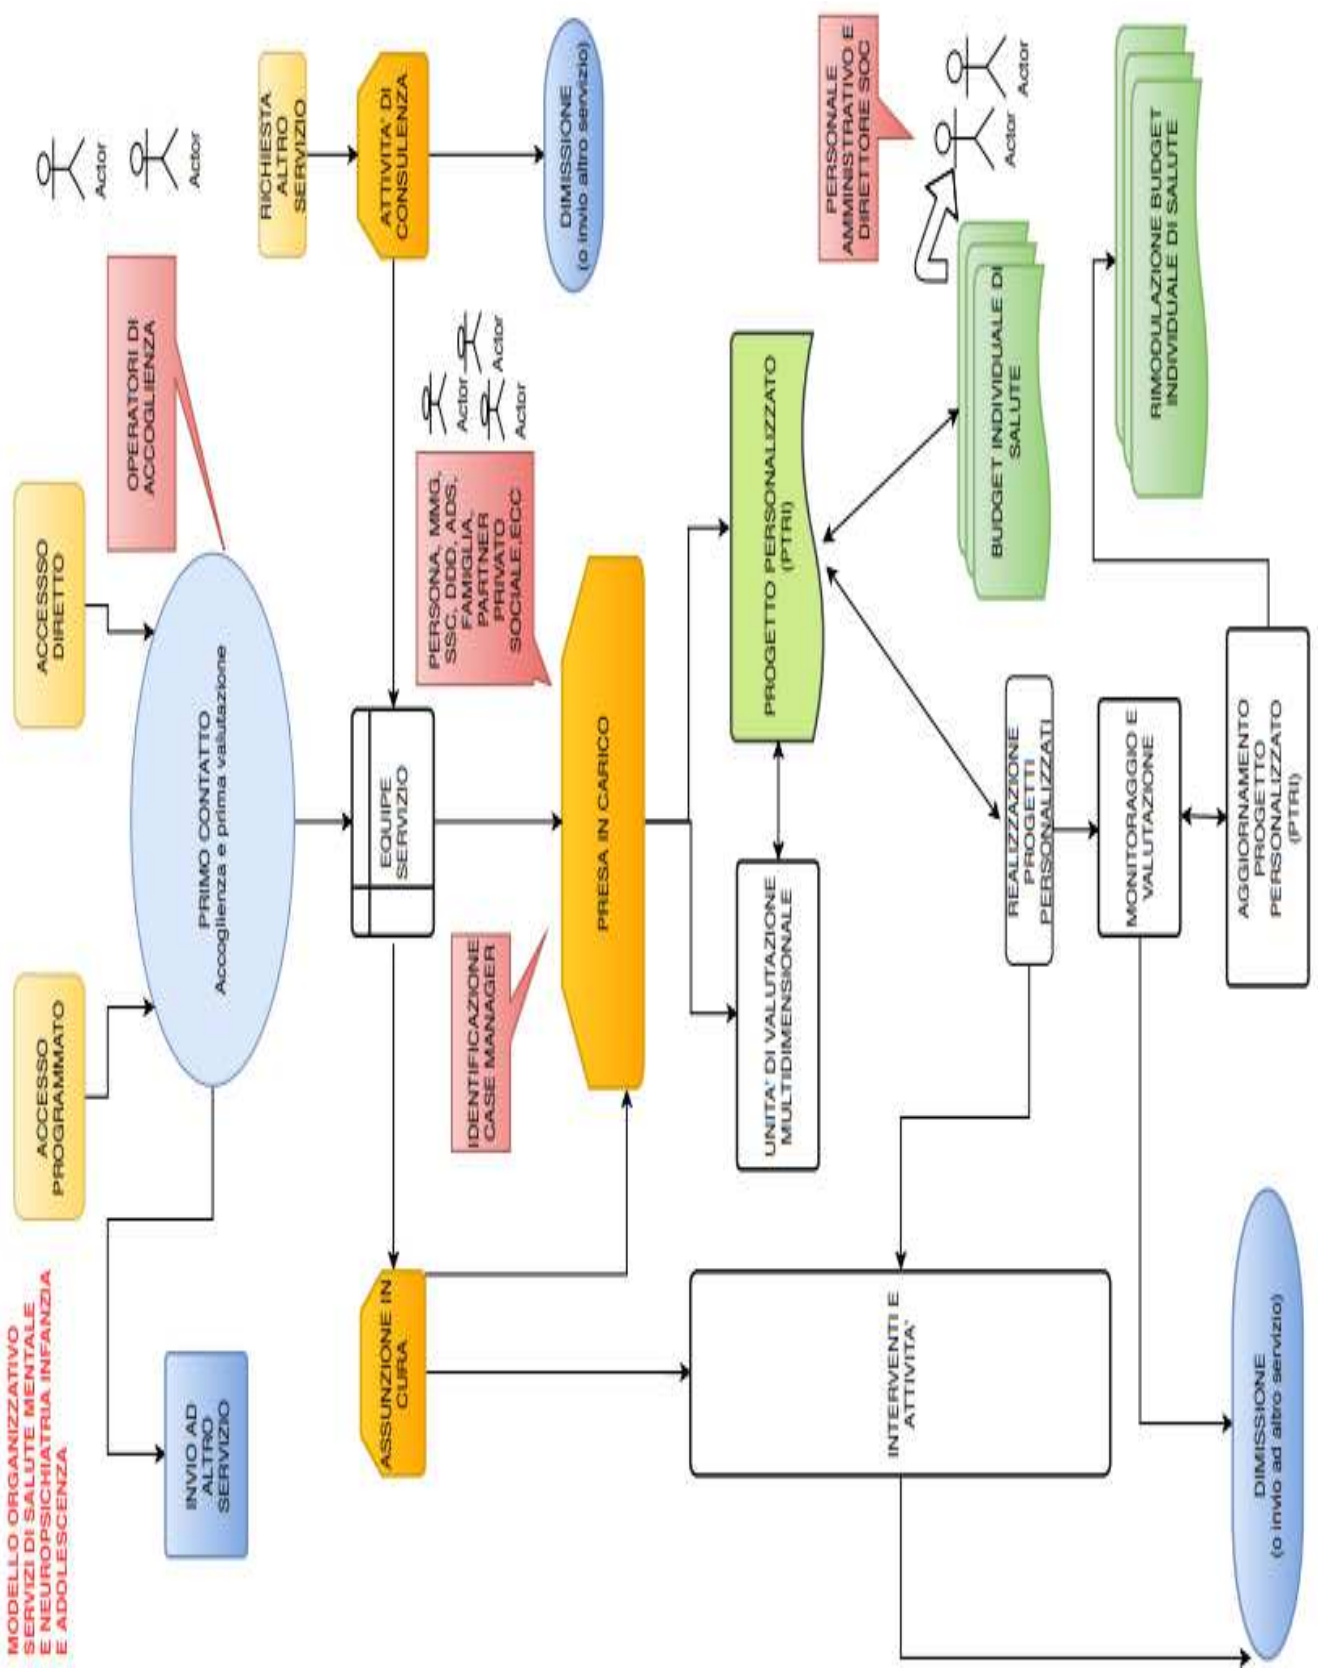 MODELLO ORGANIZZATIVO
SERVIZI DI SALUTE MENTALE
E NEUROPSICHIATRIA INFANZIA
E ADOLESCENZA
ACCESSO
PROGRAMMATO
ACCESSSO
DIRETTO
OPERATORI DI
ACCOGLIENZA
Actor
Actor
INVIO AD
ALTRO
SERVIZIO
PRIMO CONTATTO
Accoglienza e prima valutazione
RICHIESTA
ALTRO
SERVIZIO
ASSUNZIONE IN
CURA
EQUIPE
SERVIZIO
ATTIVITA' DI
CONSULENZA
IDENTIFICAZIONE
CASE MANAGER
PERSONA, MMG,
SSC, DDD, ADS,
FAMIGLIA,
PARTNER
PRIVATO
SOCIALE,ECC
Actor
Actor
Actor
DIMISSIONE
(o invio altro servizio)
PRESA IN CARICO
UNITA' DI VALUTAZIONE
MULTIDIMENSIONALE
PROGETTO PERSONALIZZATO
(PTRI)
PERSONALE
AMMINISTRATIVO E
DIRETTORE SOC
Actor
Actor
INTERVENTI E
ATTIVITA'
REALIZZAZIONE
PROGETTI
PERSONALIZZATI
BUDGET INDIVIDUALE DI
SALUTE
MONITORAGGIO E
VALUTAZIONE
RIMODULAZIONE BUDGET
INDIVIDUALE DI SALUTE
DIMISSIONE
(o invio ad altro servizio)
AGGIORNAMENTO
PROGETTO
PERSONALIZZATO
(PTRI)